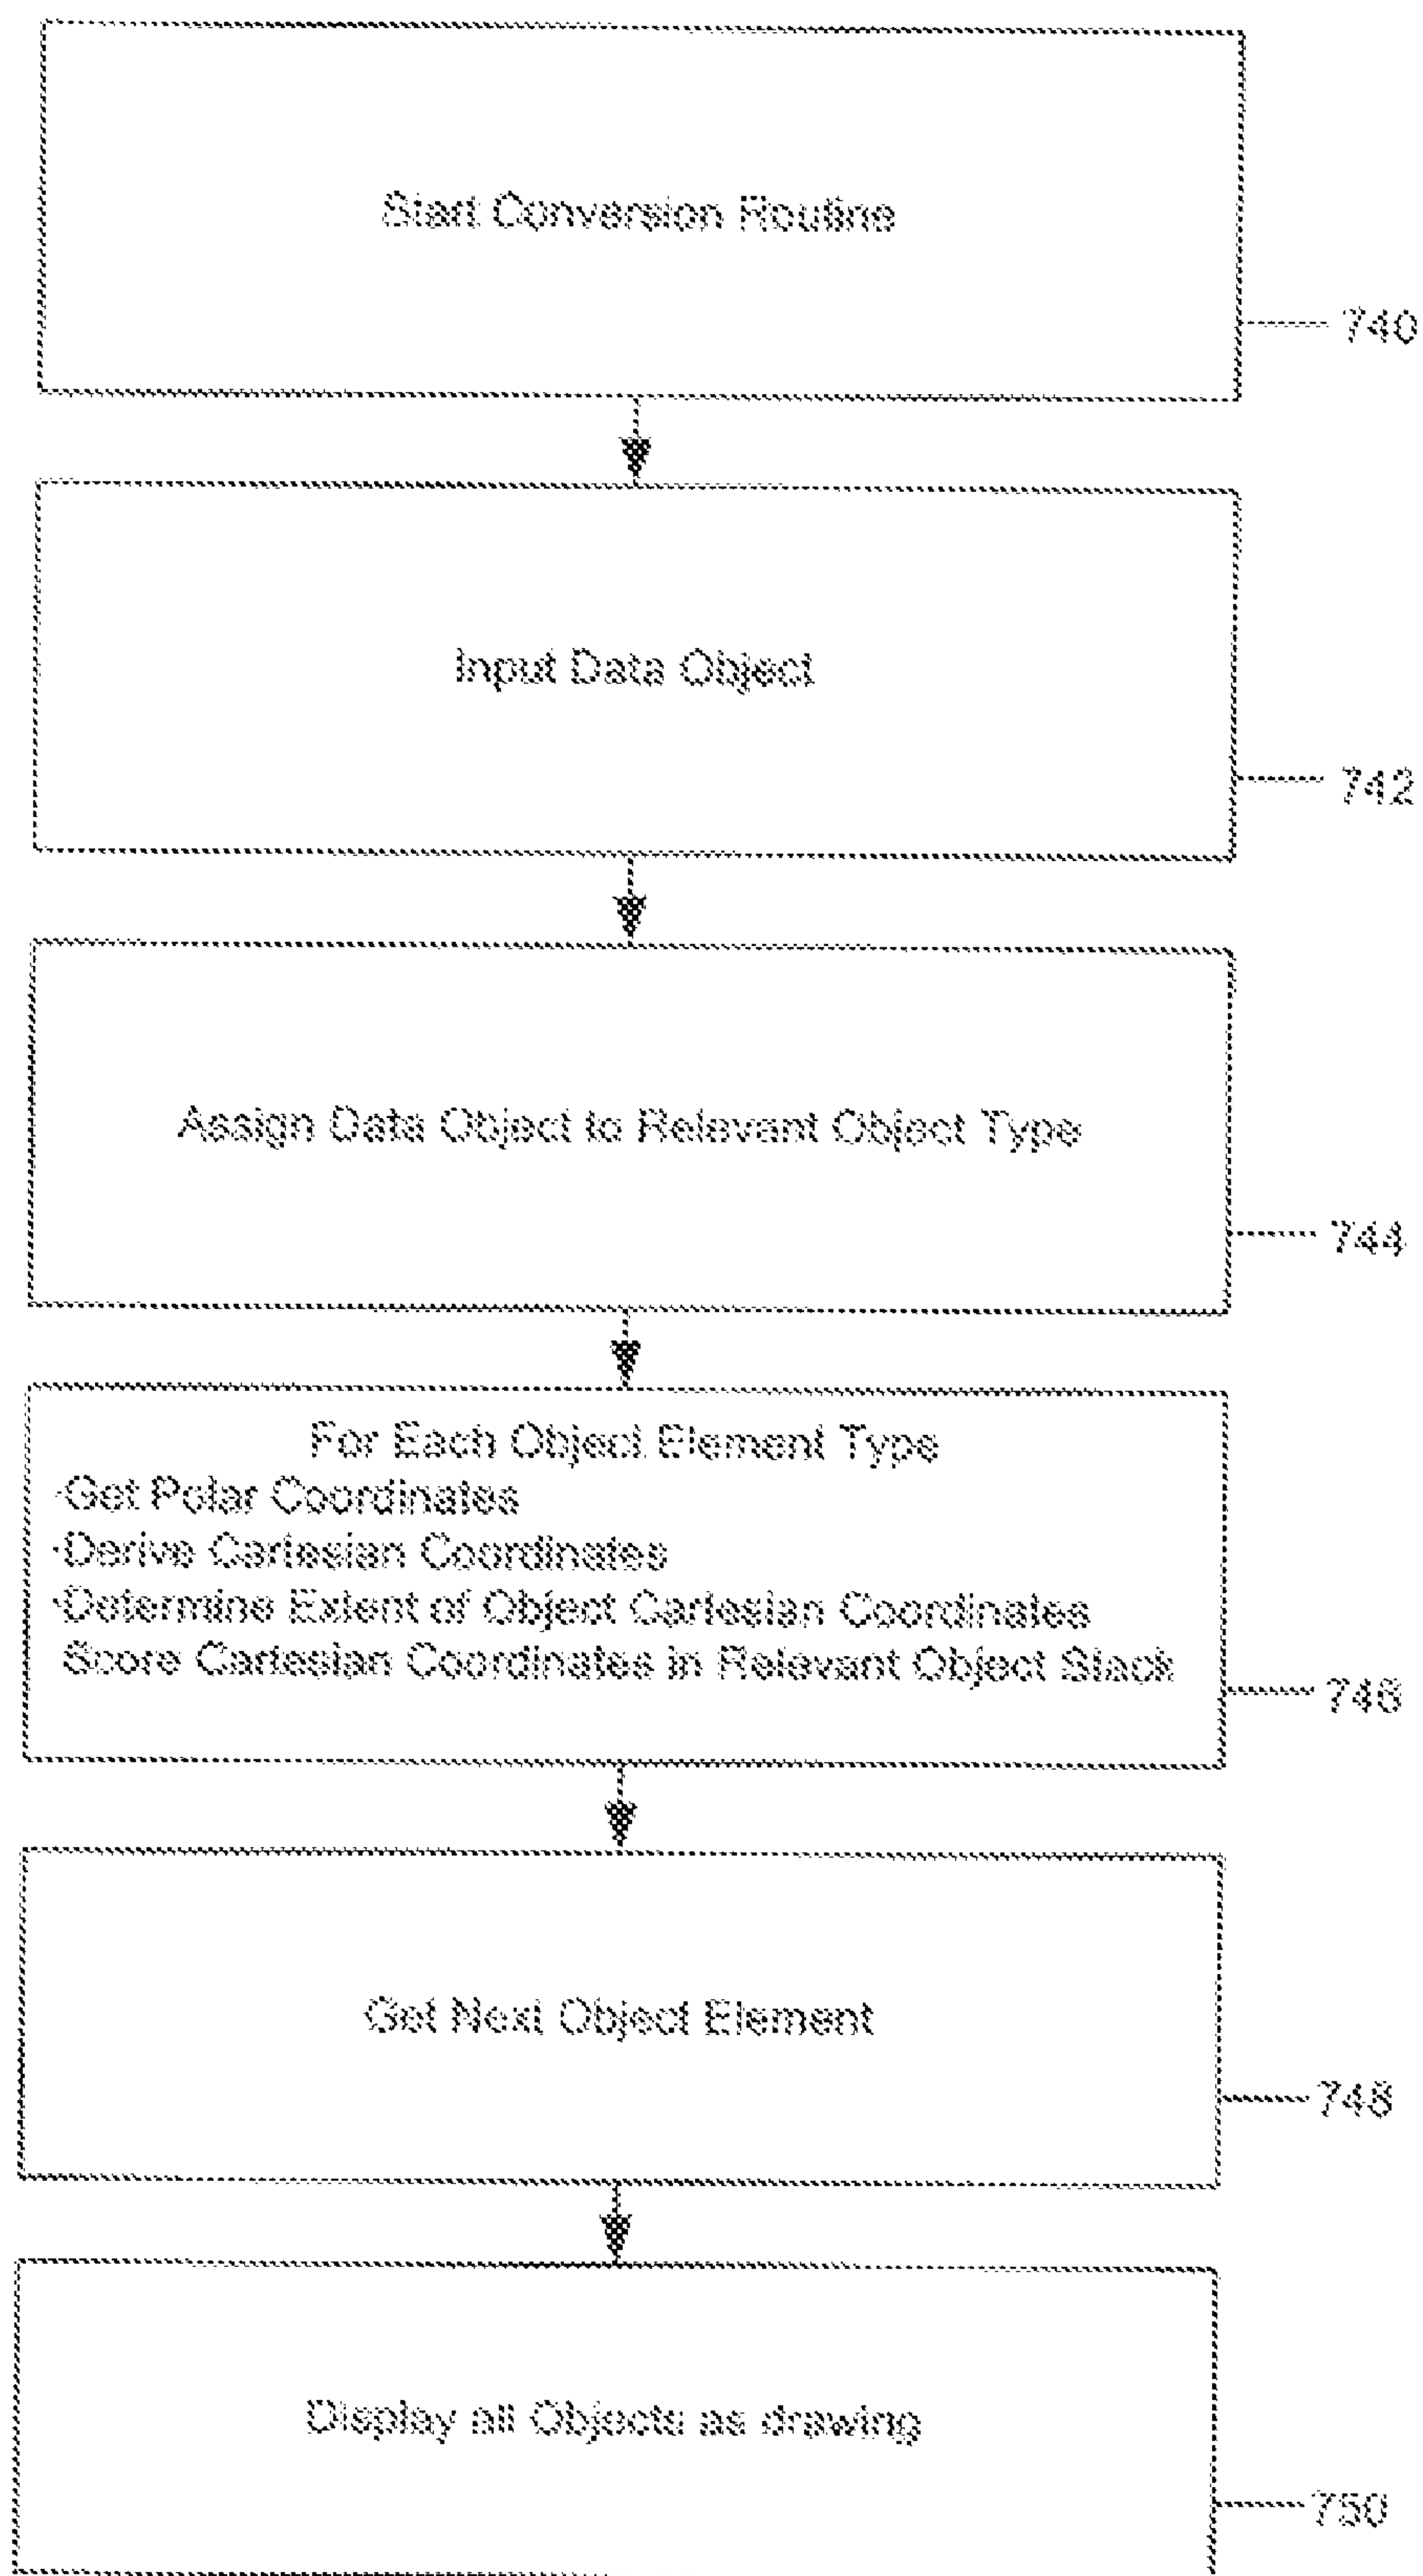 Start Conversion Routine
740
Input Data Object
742
Assign Data Object to Relevant Object Type
744
For Each Object Element Type
·Get Polar Coordinates
·Derive Cartesian Coordinates
·Determine Extent of Object Cartesian Coordinates
Score Cartesian Coordinates in Relevant Object Stack
746
Get Next Object Element
748
Display all Objects as drawing
750